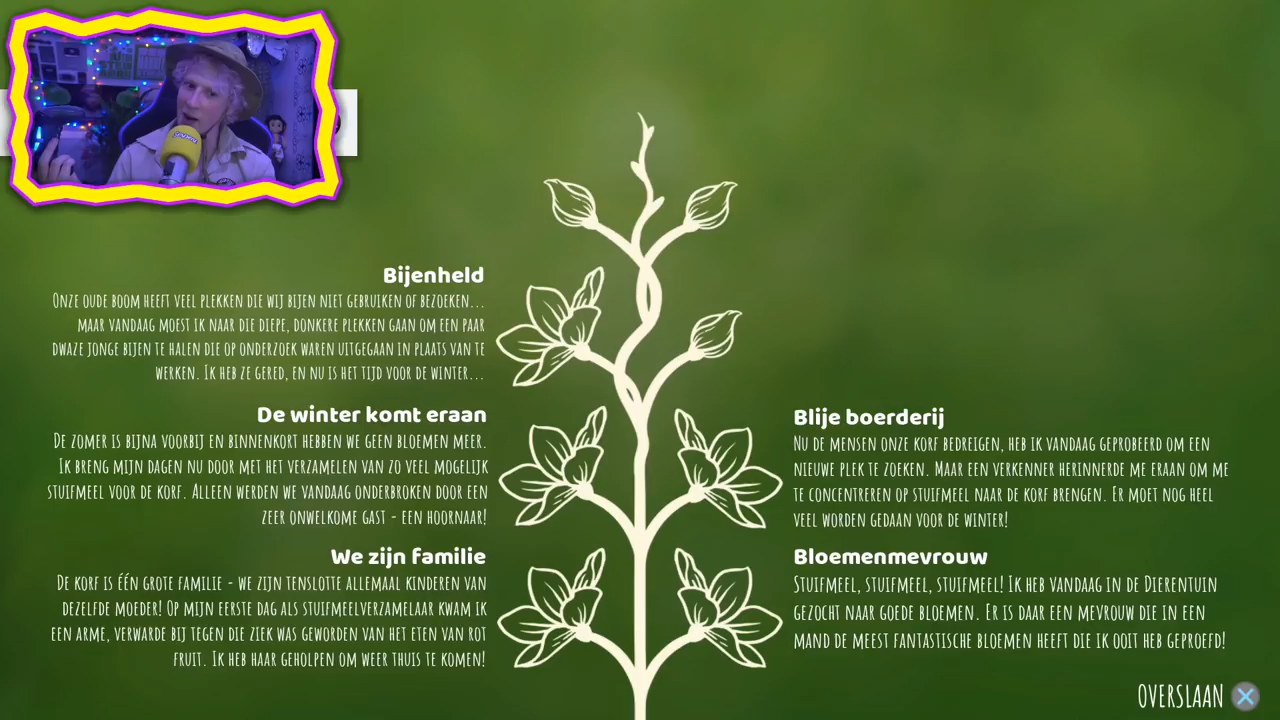 Bijenheld
Onze oude boom heeft veel plekken die wij bijen niet gebruiken of bezoeken...
maar vandaag moest ik naar die diepe, donkere plekken gaan om een paar
dwaze jonge bijen te halen die op onderzoek waren uitgegaan in plaats van te
werken. Ik heb ze gered, en nu is het tijd voor de winter...
De winter komt eraan
De zomer is bijna voorbij en binnenkort hebben we geen bloemen meer.
Ik breng mijn dagen nu door met het verzamelen van zo veel mogelijk
stuifmeel voor de korf. Alleen werden we vandaag onderbroken door een
zeer onwelkome gast - een hoornaar!
We zijn familie
De korf is één grote familie - we zijn tenslotte allemaal kinderen van
dezelfde moeder! Op mijn eerste dag als stuifmeelverzamelaar kwam ik
een arme, verwarde bij tegen die ziek was geworden van het eten van rot
fruit. Ik heb haar geholpen om weer thuis te komen!
Blije boerderij
Nu de mensen onze korf bedreigen, heb ik vandaag geprobeerd om een
nieuwe plek te zoeken. Maar een verkenner herinnerde me eraan om me
te concentreren op stuifmeel naar de korf brengen. Er moet nog heel
veel worden gedaan voor de winter!
Bloemenmevrouw
Stuifmeel, stuifmeel, stuifmeel! Ik heb vandaag in de Dierentuin
gezocht naar goede bloemen. Er is daar een mevrouw die in een
mand de meest fantastische bloemen heeft die ik ooit heb geproefd!
Overslaan